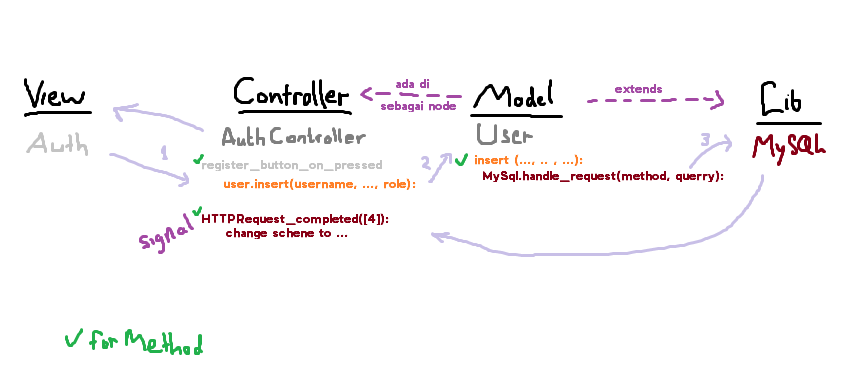 View
Auth
1
Controller
AuthController
register_button_on_pressed
user.insert(username, ..., role):
Signal
HTTPRequest_completed([4]):
change schene to ...
ada di
sebagai node
2
Model
User
insert (..., .. , ...):
MySql.handle_request(method, querry):
extends
3
Lib
MySQL
✓ for Method